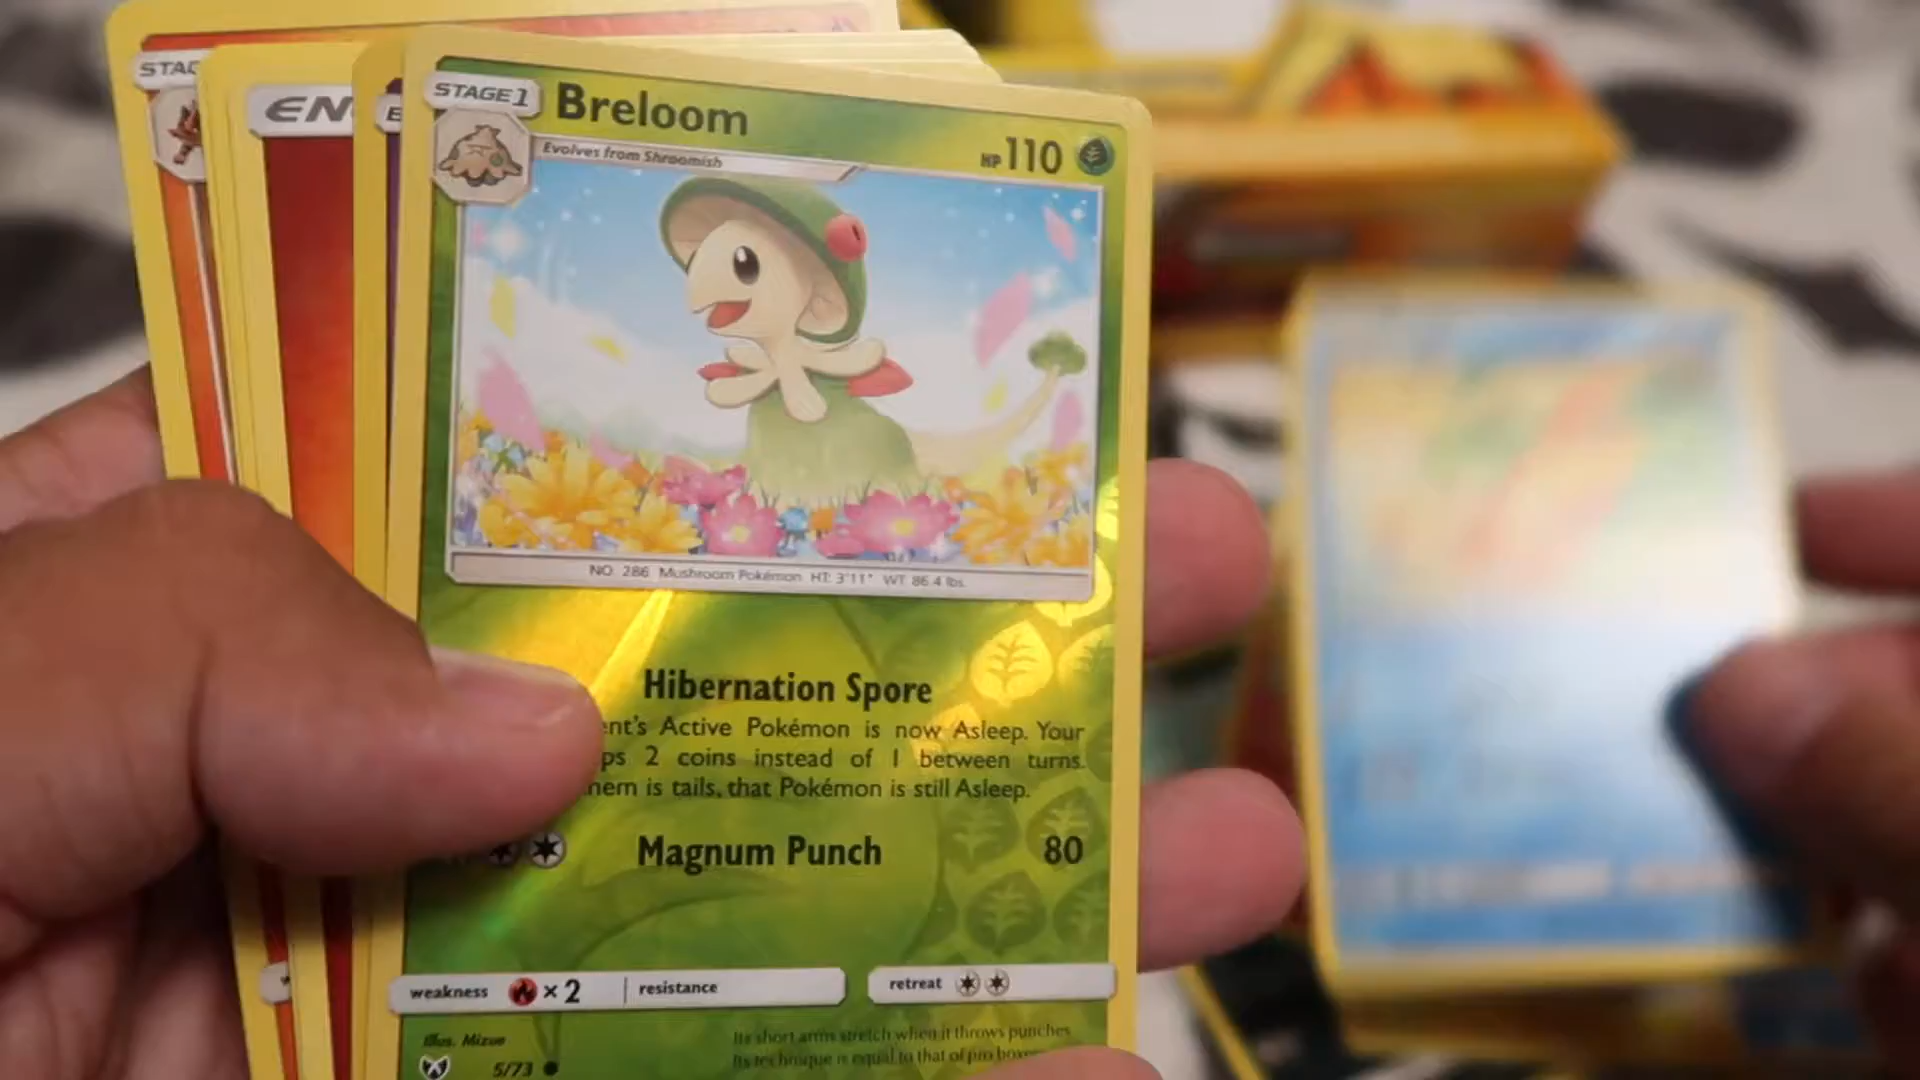 STAG
EN
E
STAGE1
Breloom
Evolves from Shroomish
HP 110
NO. 286 Mushroom Pokémon HT: 3'11" WT: 86.4 lbs.
Hibernation Spore
ent's Active Pokémon is now Asleep. Your
ps 2 coins instead of 1 between turns.
hem is tails, that Pokémon is still Asleep.
Magnum Punch 80
weakness ×2 resistance retreat
Illus. Mizue
Its short arms stretch when it throws punches.
Its technique is equal to that of pro boxe
5/73